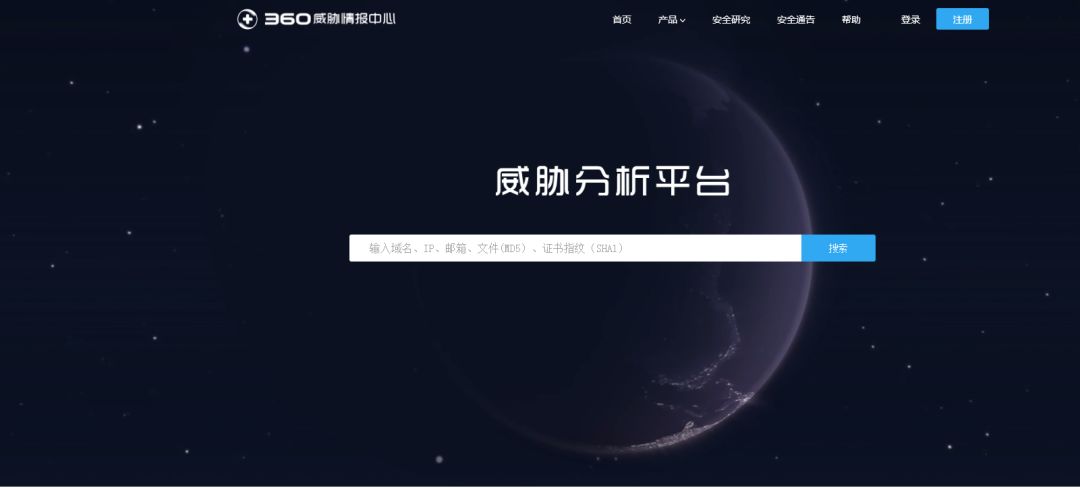 360威胁情报中心 首页 产品 安全研究 安全通告 帮助 登录 注册
威胁分析平台
输入域名、IP、邮箱、文件(MD5）、证书指纹（SHA1） 搜索